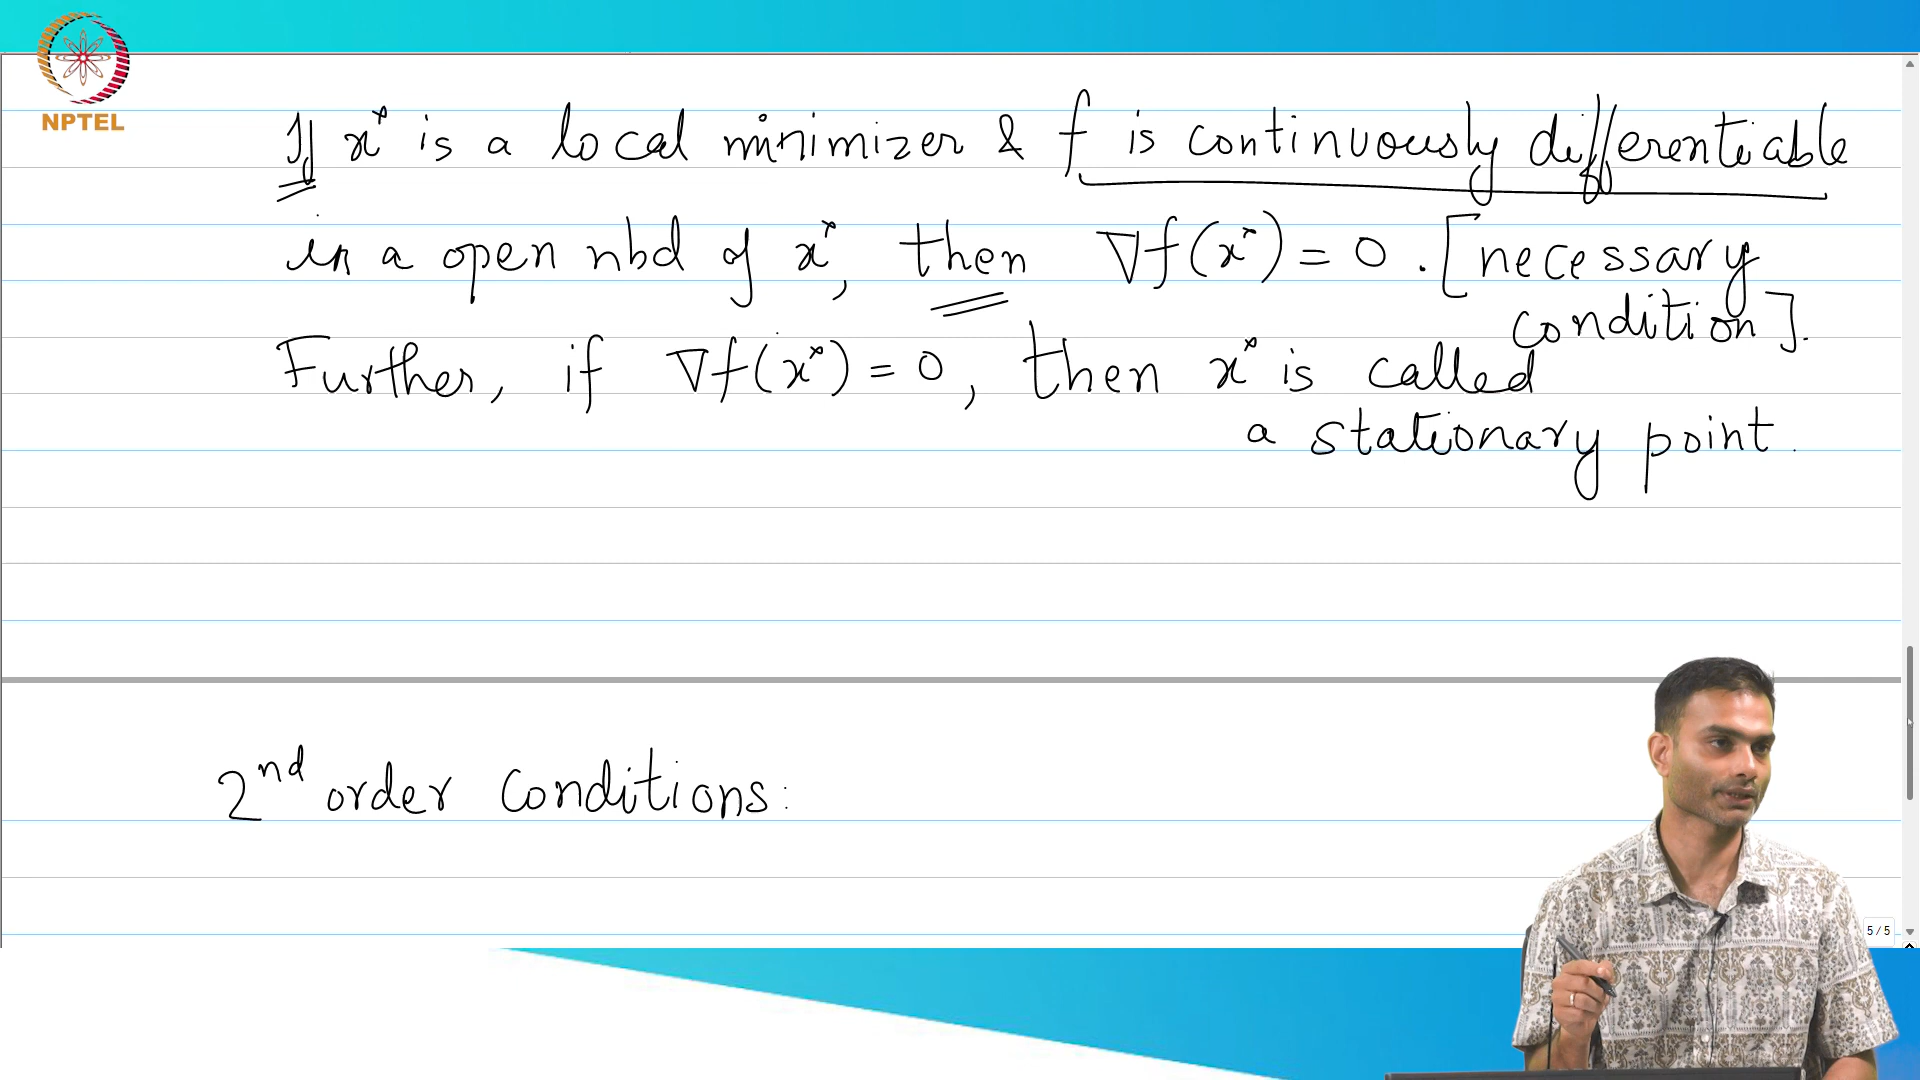 NPTEL
If x* is a local minimizer & f is continuously differentiable
in a open nbd of x*, then ∇f(x*) = 0. [necessary
condition].
Further, if ∇f(x*) = 0, then x* is called
a stationary point.
2nd order conditions:
5 / 5